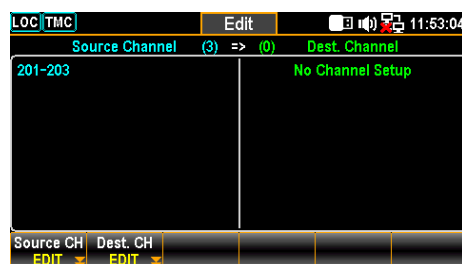 LOC TMC Edit 11:53:04
Source Channel (3) => (0) Dest. Channel
201-203 No Channel Setup
Source CH Dest. CH
EDIT EDIT